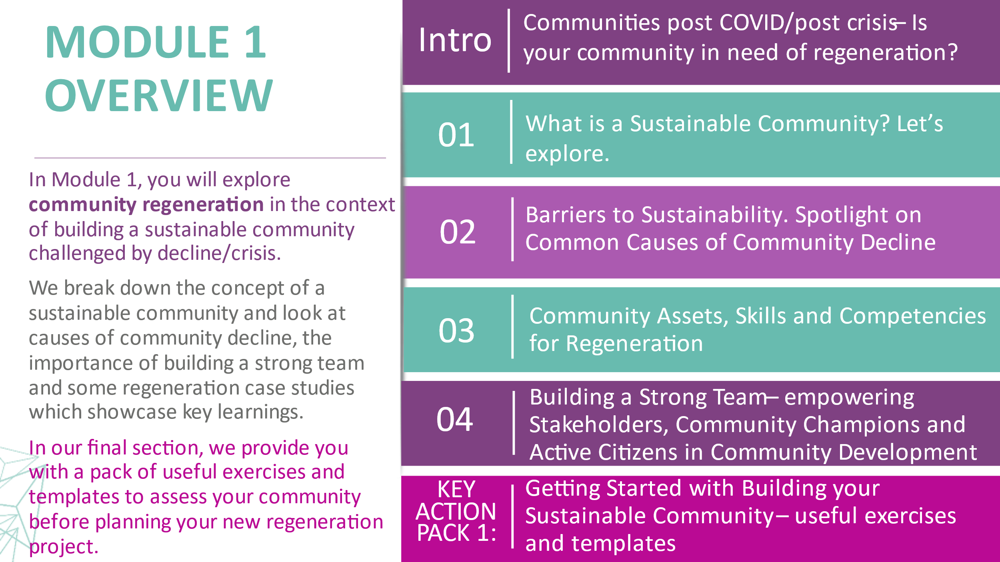 MODULE 1
OVERVIEW
In Module 1, you will explore
community regeneration in the context
of building a sustainable community
challenged by decline/crisis.
We break down the concept of a
sustainable community and look at
causes of community decline, the
importance of building a strong team
and some regeneration case studies
which showcase key learnings.
In our final section, we provide you
with a pack of useful exercises and
templates to assess your community
before planning your new regeneration
project.
Intro
Communities post COVID/post crisis– Is
your community in need of regeneration?
01
What is a Sustainable Community? Let’s
explore.
02
Barriers to Sustainability. Spotlight on
Common Causes of Community Decline
03
Community Assets, Skills and Competencies
for Regeneration
04
Building a Strong Team– empowering
Stakeholders, Community Champions and
Active Citizens in Community Development
KEY
ACTION
PACK 1:
Getting Started with Building your
Sustainable Community– useful exercises
and templates